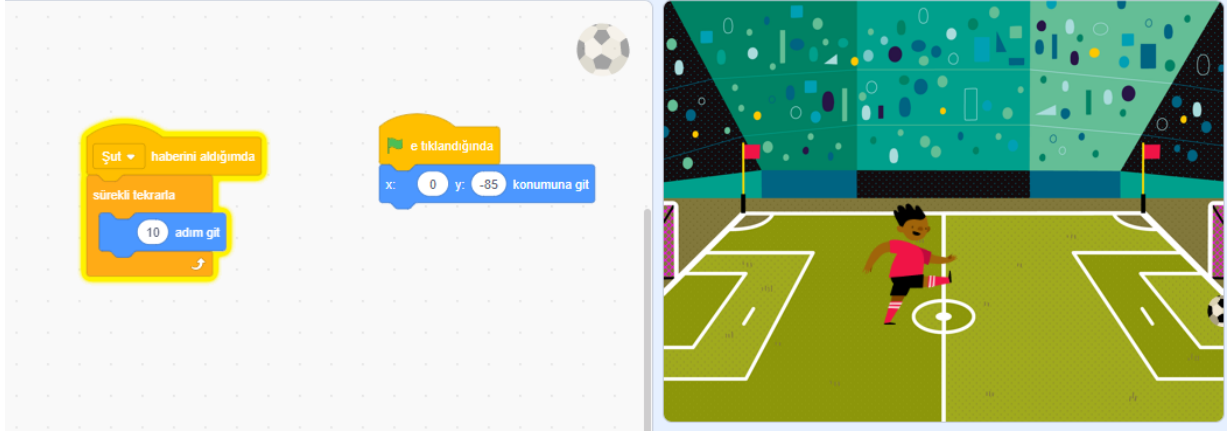 Şut haberini aldığımda
sürekli tekrarla
10 adım git
e tıklandığında
x: 0 y: -85 konumuna git